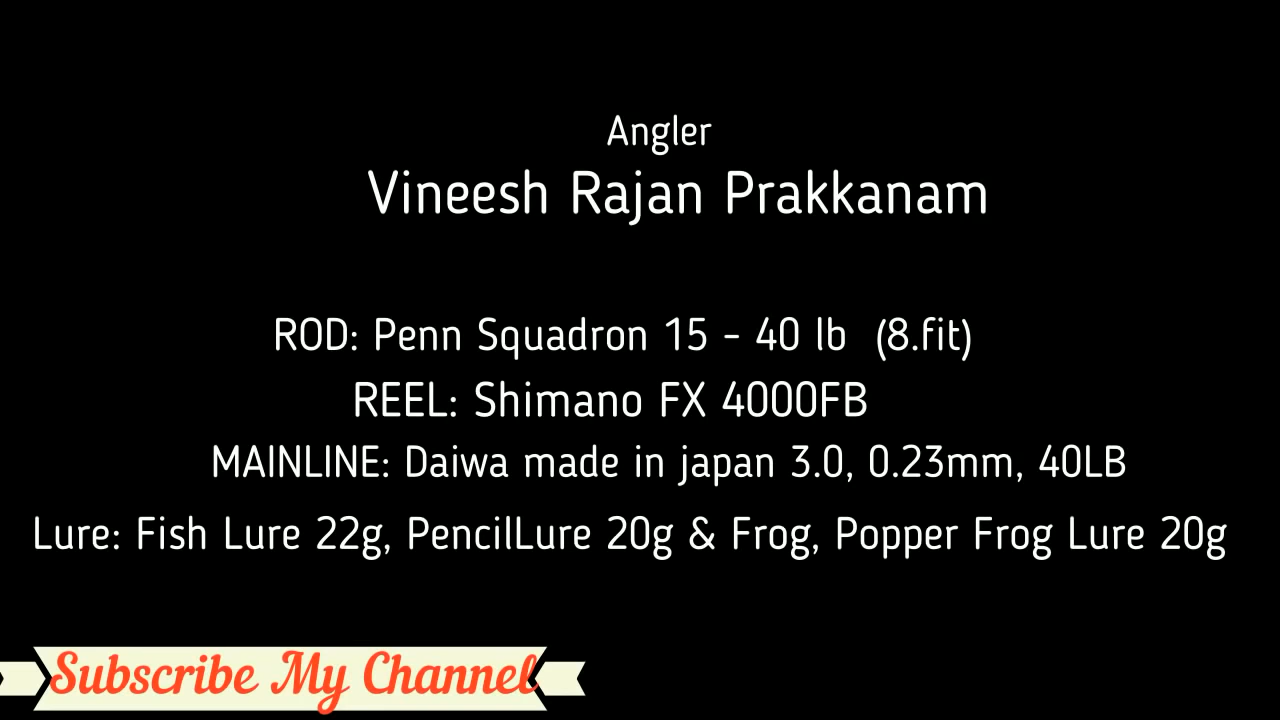 Angler
Vineesh Rajan Prakkanam
ROD: Penn Squadron 15 - 40 lb (8.fit)
REEL: Shimano FX 4000FB
MAINLINE: Daiwa made in japan 3.0, 0.23mm, 40LB
Lure: Fish Lure 22g, PencilLure 20g & Frog, Popper Frog Lure 20g
Subscribe My Channel